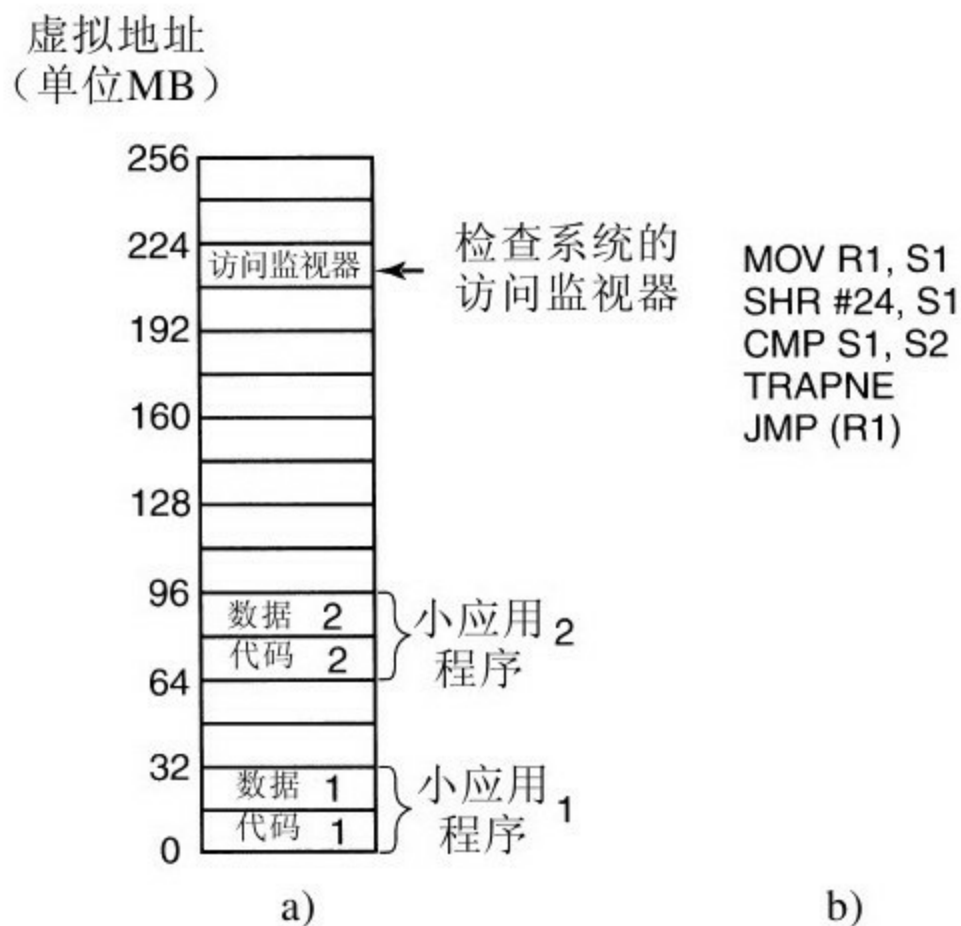 虚拟地址
（单位MB）
256
224
访问监视器
检查系统的
访问监视器
192
160
128
96
数据 2
代码 2
小应用 2
程序
64
32
数据 1
代码 1
小应用 1
程序
0
a)
MOV R1, S1
SHR #24, S1
CMP S1, S2
TRAPNE
JMP (R1)
b)